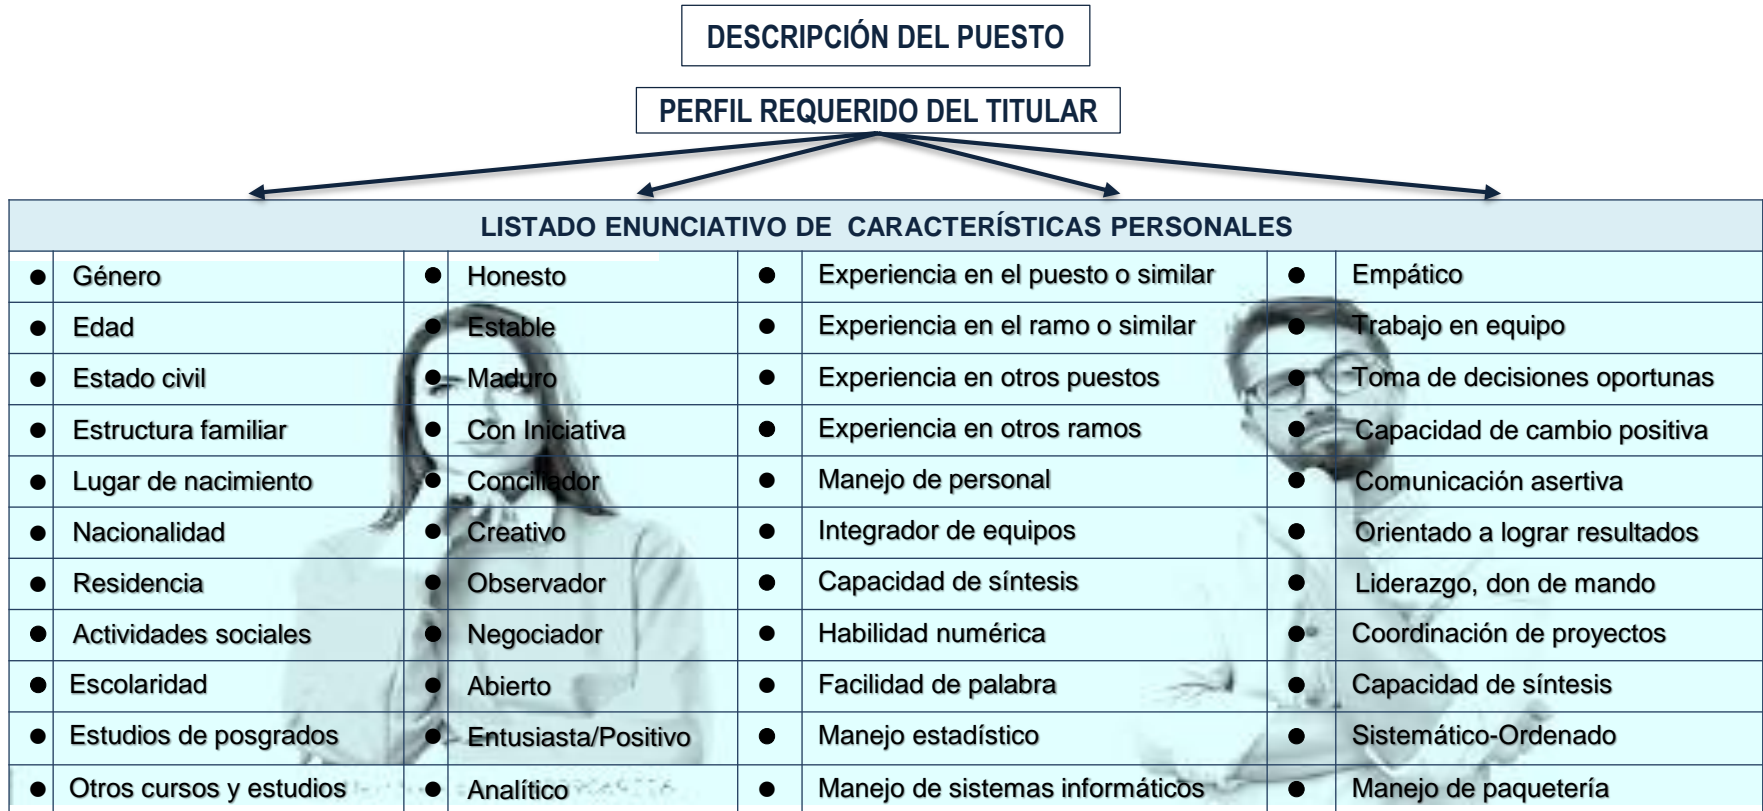 DESCRIPCIÓN DEL PUESTO
PERFIL REQUERIDO DEL TITULAR
LISTADO ENUNCIATIVO DE CARACTERÍSTICAS PERSONALES
● Género ● Honesto ● Experiencia en el puesto o similar ● Empático
● Edad ● Estable ● Experiencia en el ramo o similar ● Trabajo en equipo
● Estado civil ● Maduro ● Experiencia en otros puestos ● Toma de decisiones oportunas
● Estructura familiar ● Con Iniciativa ● Experiencia en otros ramos ● Capacidad de cambio positiva
● Lugar de nacimiento ● Conciliador ● Manejo de personal ● Comunicación asertiva
● Nacionalidad ● Creativo ● Integrador de equipos ● Orientado a lograr resultados
● Residencia ● Observador ● Capacidad de síntesis ● Liderazgo, don de mando
● Actividades sociales ● Negociador ● Habilidad numérica ● Coordinación de proyectos
● Escolaridad ● Abierto ● Facilidad de palabra ● Capacidad de síntesis
● Estudios de posgrados ● Entusiasta/Positivo ● Manejo estadístico ● Sistemático-Ordenado
● Otros cursos y estudios ● Analítico ● Manejo de sistemas informáticos ● Manejo de paquetería